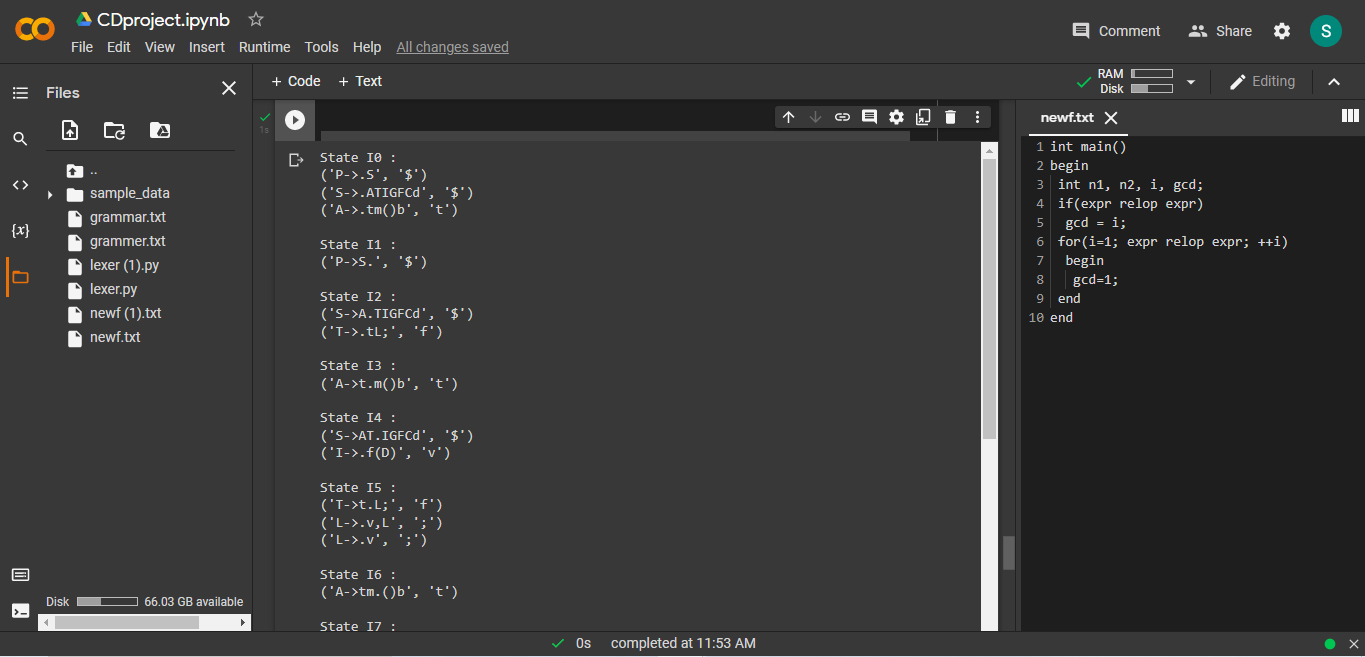 CDproject.ipynb
File Edit View Insert Runtime Tools Help All changes saved
Comment Share S
Files
+ Code + Text
RAM
Disk
Editing
..
sample_data
grammar.txt
grammer.txt
lexer (1).py
lexer.py
newf (1).txt
newf.txt
{x}
Disk 66.03 GB available
1s
State I0 :
('P->.S', '$')
('S->.ATIGFCd', '$')
('A->.tm()b', 't')
State I1 :
('P->S.', '$')
State I2 :
('S->A.TIGFCd', '$')
('T->.tL;', 'f')
State I3 :
('A->t.m()b', 't')
State I4 :
('S->AT.IGFCd', '$')
('I->.f(D)', 'v')
State I5 :
('T->t.L;', 'f')
('L->.v,L', ';')
('L->.v', ';')
State I6 :
('A->tm.()b', 't')
State I7 :
newf.txt
1 int main()
2 begin
3 int n1, n2, i, gcd;
4 if(expr relop expr)
5 gcd = i;
6 for(i=1; expr relop expr; ++i)
7 begin
8 gcd=1;
9 end
10 end
0s completed at 11:53 AM